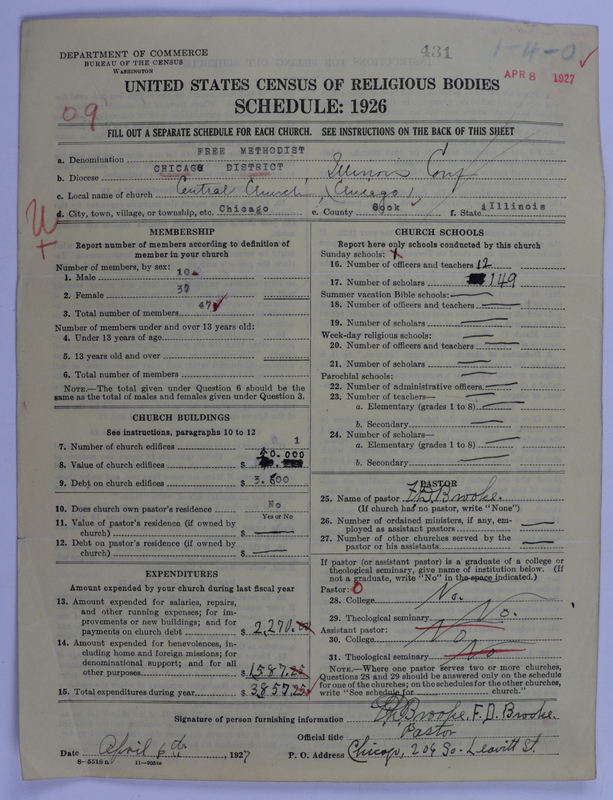 DEPARTMENT OF COMMERCE
BUREAU OF THE CENSUS
WASHINGTON
431
1-4-0
APR 8 1927
UNITED STATES CENSUS OF RELIGIOUS BODIES
SCHEDULE: 1926
09
FILL OUT A SEPARATE SCHEDULE FOR EACH CHURCH. SEE INSTRUCTIONS ON THE BACK OF THIS SHEET
a. Denomination FREE METHODIST
b. Diocese CHICAGO DISTRICT, Illinois Conf
c. Local name of church Central Church, (Chicago)
d. City, town, village, or township, etc. Chicago e. County Cook f. State Illinois
MEMBERSHIP
Report number of members according to definition of member in your church
Number of members, by sex:
1. Male 10
2. Female 37
3. Total number of members 47
Number of members under and over 13 years old:
4. Under 13 years of age
5. 13 years old and over
6. Total number of members
NOTE.—The total given under Question 6 should be the same as the total of males and females given under Question 3.
CHURCH BUILDINGS
See instructions, paragraphs 10 to 12
7. Number of church edifices 1
8. Value of church edifices $
9. Debt on church edifices $
10. Does church own pastor's residence No
Yes or No
11. Value of pastor's residence (if owned by church) $
12. Debt on pastor's residence (if owned by church) $
EXPENDITURES
Amount expended by your church during last fiscal year
13. Amount expended for salaries, repairs, and other running expenses; for improvements or new buildings; and for payments on church debt $ 2,270.00
14. Amount expended for benevolences, including home and foreign missions; for denominational support; and for all other purposes $ 1587.25
15. Total expenditures during year $ 3857.25
CHURCH SCHOOLS
Report here only schools conducted by this church
Sunday schools:
16. Number of officers and teachers 12
17. Number of scholars 149
Summer vacation Bible schools:
18. Number of officers and teachers
19. Number of scholars
Week-day religious schools:
20. Number of officers and teachers
21. Number of scholars
Parochial schools:
22. Number of administrative officers
23. Number of teachers—
a. Elementary (grades 1 to 8)
b. Secondary
24. Number of scholars—
a. Elementary (grades 1 to 8)
b. Secondary
PASTOR
25. Name of pastor F.D. Brooke.
(If church has no pastor, write "None")
26. Number of ordained ministers, if any, employed as assistant pastors
27. Number of other churches served by the pastor or his assistants
If pastor (or assistant pastor) is a graduate of a college or theological seminary, give name of institution below. (If not a graduate, write "No" in the space indicated.)
Pastor: 0
28. College No.
29. Theological seminary No.
Assistant pastor:
30. College No
31. Theological seminary No
NOTE.—Where one pastor serves two or more churches, Questions 28 and 29 should be answered only on the schedule for one of the churches; on the schedules for the other churches, write "See schedule for church."
Signature of person furnishing information F.D. Brooke. F. D. Brooke.
Official title Pastor
Date April 6th, 1927 P. O. Address Chicago, 209 So. Leavitt St.
8-5518a 11-9034